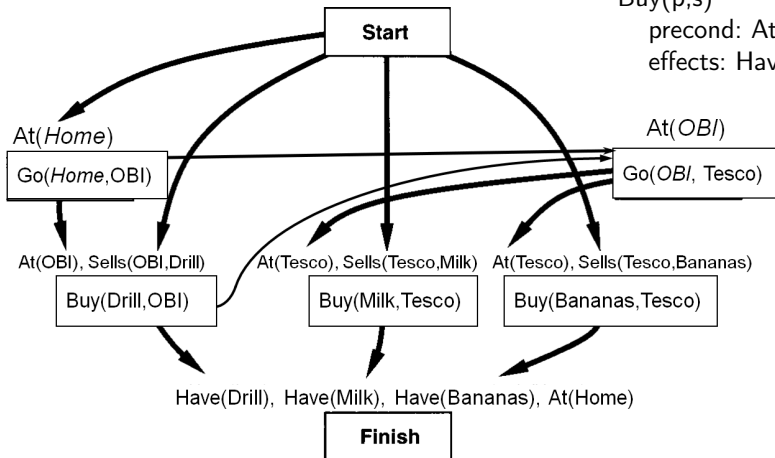 Buy(p,s)
precond: At
effects: Hav
Start
At(Home)
At(OBI)
Go(Home,OBI)
Go(OBI, Tesco)
At(OBI), Sells(OBI,Drill)
At(Tesco), Sells(Tesco,Milk)
At(Tesco), Sells(Tesco,Bananas)
Buy(Drill,OBI)
Buy(Milk,Tesco)
Buy(Bananas,Tesco)
Have(Drill), Have(Milk), Have(Bananas), At(Home)
Finish